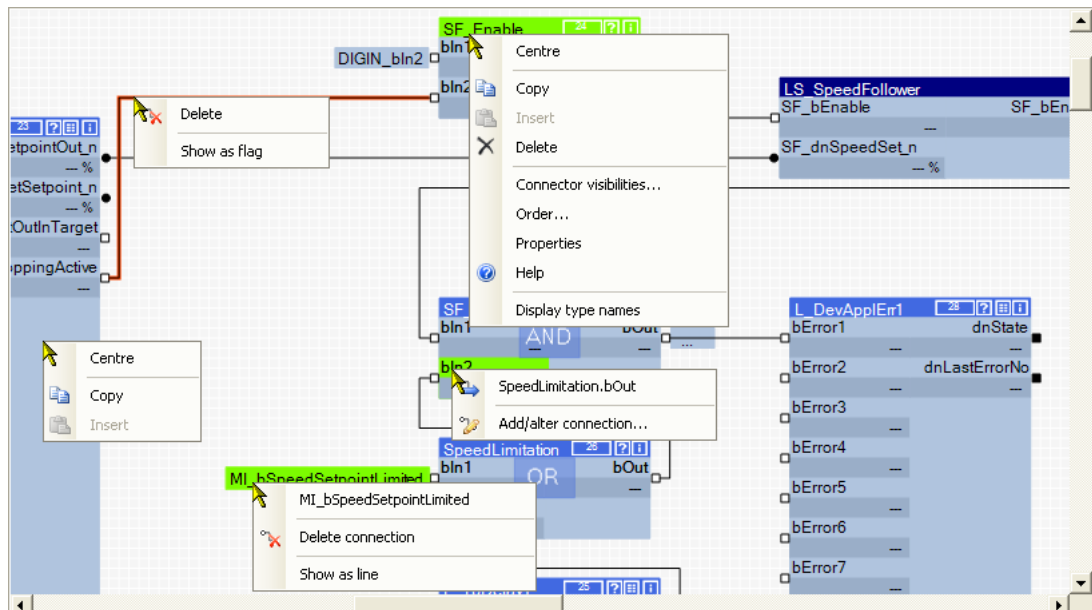 SF_Enable 24 ? i
DIGIN_bIn2
bIn1
bIn2
Centre
Copy
Insert
Delete
Connector visibilities...
Order...
Properties
Help
Display type names
Delete
Show as flag
LS_SpeedFollower
SF_bEnable SF_bEn
---
SF_dnSpeedSet_n
--- %
23 ? i
etpointOut_n
--- %
etSetpoint_n
--- %
tOutInTarget
---
oppingActive
---
Centre
Copy
Insert
SF_
bIn1 AND bOut
--- --- ...
bIn2
SpeedLimitation.bOut
Add/alter connection...
SpeedLimitation 26 ? i
bIn1 OR bOut
---
MI_bSpeedSetpointLimited
MI_bSpeedSetpointLimited
Delete connection
Show as line
25 ? i
L_DevApplErr1 28 ? i
bError1 dnState
--- ---
bError2 dnLastErrorNo
--- ---
bError3
---
bError4
---
bError5
---
bError6
---
bError7
---